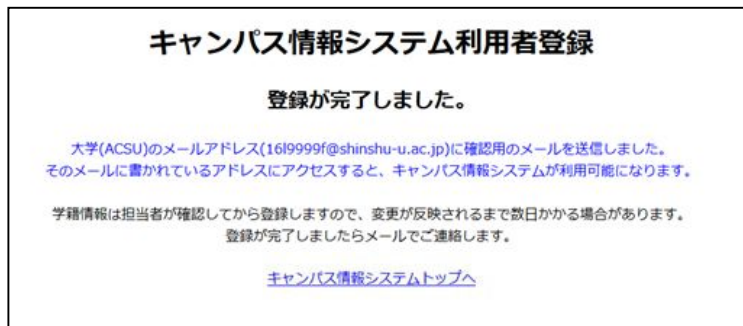 キャンパス情報システム利用者登録
登録が完了しました。
大学(ACSU)のメールアドレス(16l9999f@shinshu-u.ac.jp)に確認用のメールを送信しました。
そのメールに書かれているアドレスにアクセスすると、キャンパス情報システムが利用可能になります。
学籍情報は担当者が確認してから登録しますので、変更が反映されるまで数日かかる場合があります。
登録が完了しましたらメールでご連絡します。
キャンパス情報システムトップへ